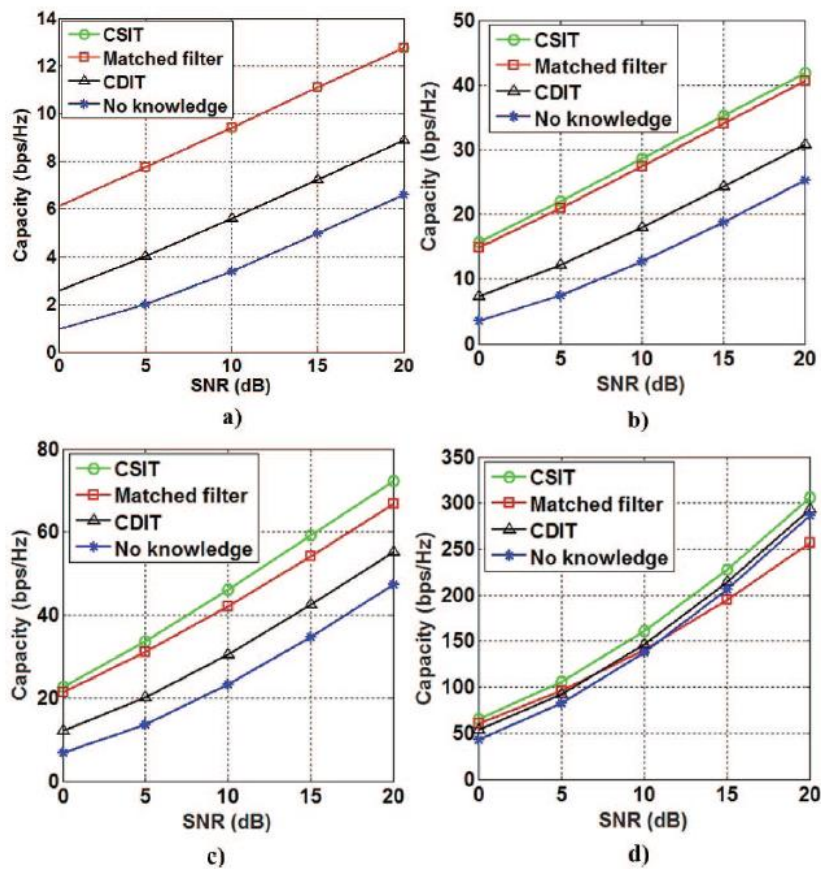 14
12
10
8
6
4
2
0
Capacity (bps/Hz)
CSIT
Matched filter
CDIT
No knowledge
0 5 10 15 20
SNR (dB)
a)
50
40
30
20
10
0
Capacity (bps/Hz)
CSIT
Matched filter
CDIT
No knowledge
0 5 10 15 20
SNR (dB)
b)
80
60
40
20
0
Capacity (bps/Hz)
CSIT
Matched filter
CDIT
No knowledge
0 5 10 15 20
SNR (dB)
c)
350
300
250
200
150
100
50
0
Capacity (bps/Hz)
CSIT
Matched filter
CDIT
No knowledge
0 5 10 15 20
SNR (dB)
d)